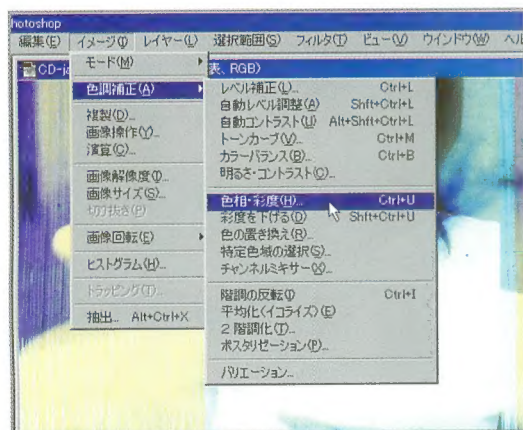 hotoshop
編集(E) イメージ(I) レイヤー(L) 選択範囲(S) フィルタ(T) ビュー(V) ウィンドウ(W) ヘル
CD-ja
表、RGB)
モード(M)
色調補正(A)
複製(D)...
画像操作(Y)...
演算(C)...
画像解像度(I)...
画像サイズ(S)...
切り抜き(P)
画像回転(E)
ヒストグラム(H)...
トラッピング(T)...
抽出... Alt+Ctrl+X
レベル補正(L)... Ctrl+L
自動レベル調整(A) Shft+Ctrl+L
自動コントラスト(U) Alt+Shft+Ctrl+L
トーンカーブ(V)... Ctrl+M
カラーバランス(B)... Ctrl+B
明るさ・コントラスト(C)...
色相・彩度(H)... Ctrl+U
彩度を下げる(D) Shft+Ctrl+U
色の置き換え(R)...
特定色域の選択(S)...
チャンネルミキサー(X)...
階調の反転(I) Ctrl+I
平均化(イコライズ)(E)
2階調化(T)...
ポスタリゼーション(P)...
バリエーション...